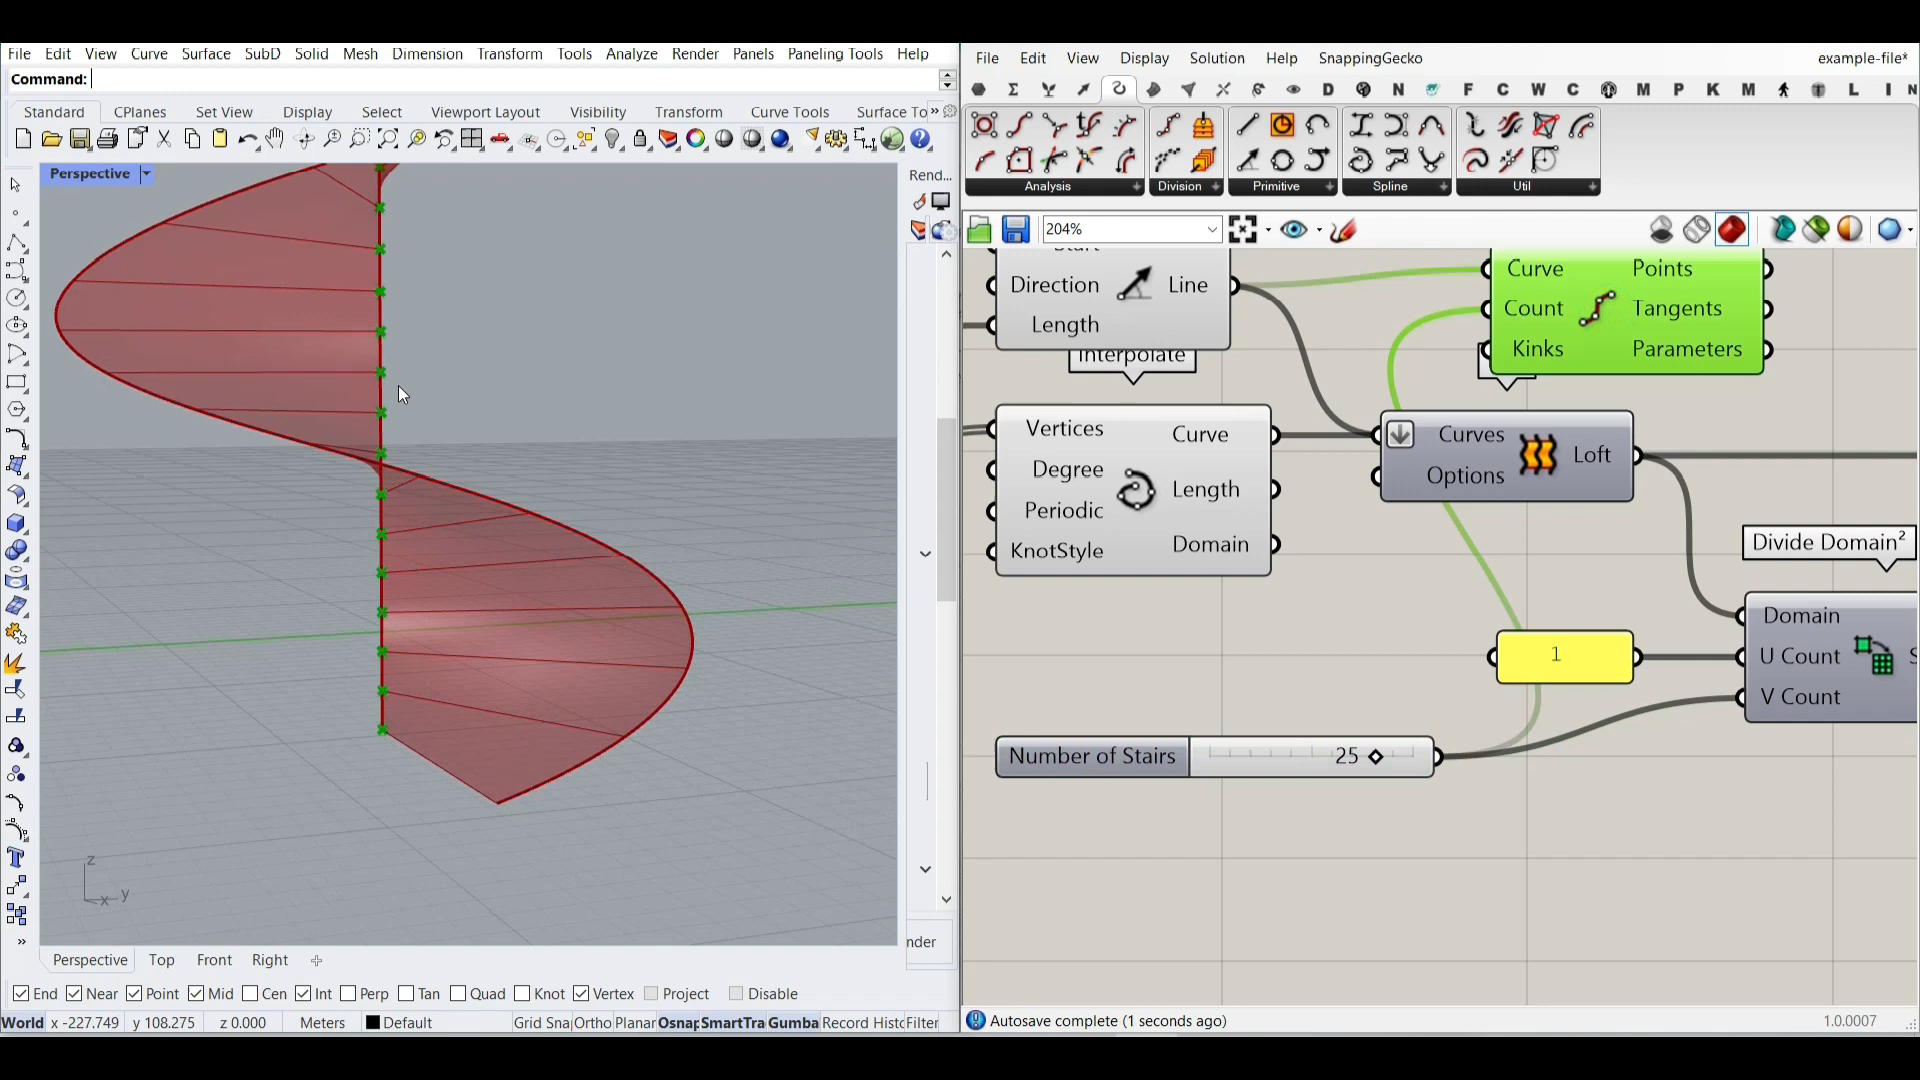 File Edit View Curve Surface SubD Solid Mesh Dimension Transform Tools Analyze Render Panels Paneling Tools Help
Command:
Standard CPlanes Set View Display Select Viewport Layout Visibility Transform Curve Tools Surface To
Perspective
Rend...
z
x y
nder
Perspective Top Front Right
End Near Point Mid Cen Int Perp Tan Quad Knot Vertex Project Disable
World x -227.749 y 108.275 z 0.000 Meters Default Grid Sna Ortho Planar Osnap SmartTra Gumba Record Histo Filter
File Edit View Display Solution Help SnappingGecko example-file*
D N F C W C M P K M L I N
Analysis Division Primitive Spline Util
204%
Start
Direction Line
Length
Curve Points
Count Tangents
Kinks Parameters
Interpolate
Vertices Curve
Degree Length
Periodic Domain
KnotStyle
Curves Loft
Options
Divide Domain²
Domain
U Count S
V Count
1
Number of Stairs 25
Autosave complete (1 seconds ago) 1.0.0007